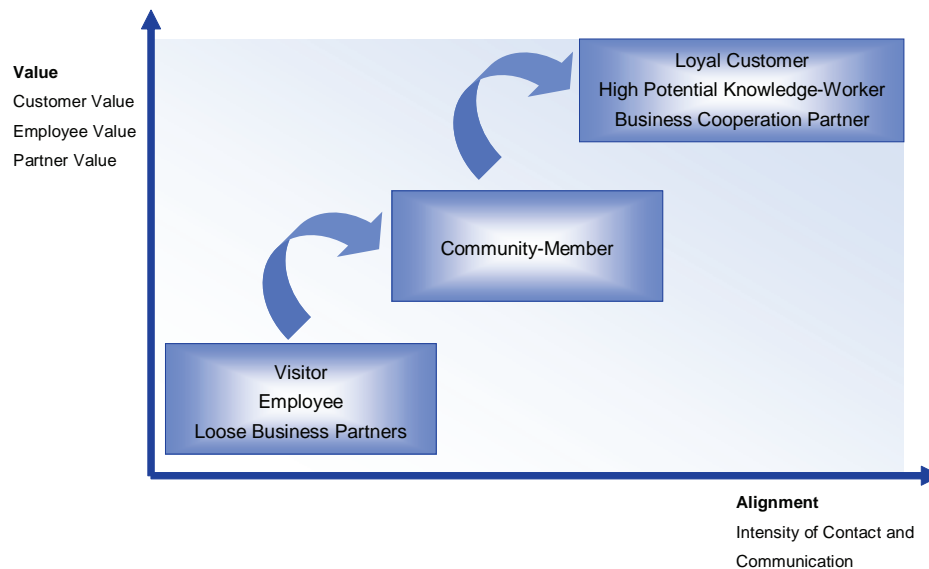 Value
Customer Value
Employee Value
Partner Value
Loyal Customer
High Potential Knowledge-Worker
Business Cooperation Partner
Community-Member
Visitor
Employee
Loose Business Partners
Alignment
Intensity of Contact and
Communication